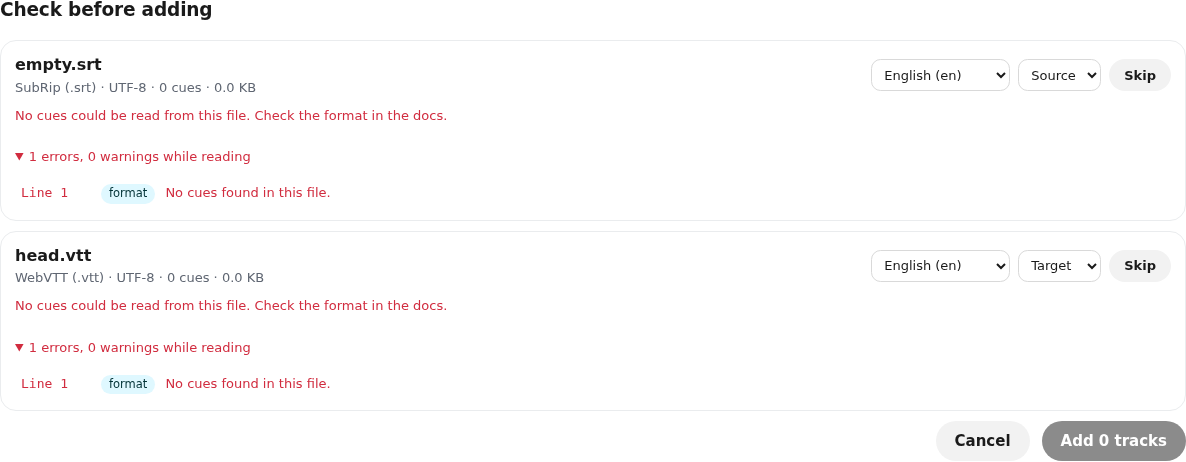 Check before adding
empty.srt
SubRip (.srt) · UTF-8 · 0 cues · 0.0 KB
English (en)
Source
Skip
No cues could be read from this file. Check the format in the docs.
▼ 1 errors, 0 warnings while reading
Line 1 format No cues found in this file.
head.vtt
WebVTT (.vtt) · UTF-8 · 0 cues · 0.0 KB
English (en)
Target
Skip
No cues could be read from this file. Check the format in the docs.
▼ 1 errors, 0 warnings while reading
Line 1 format No cues found in this file.
Cancel
Add 0 tracks